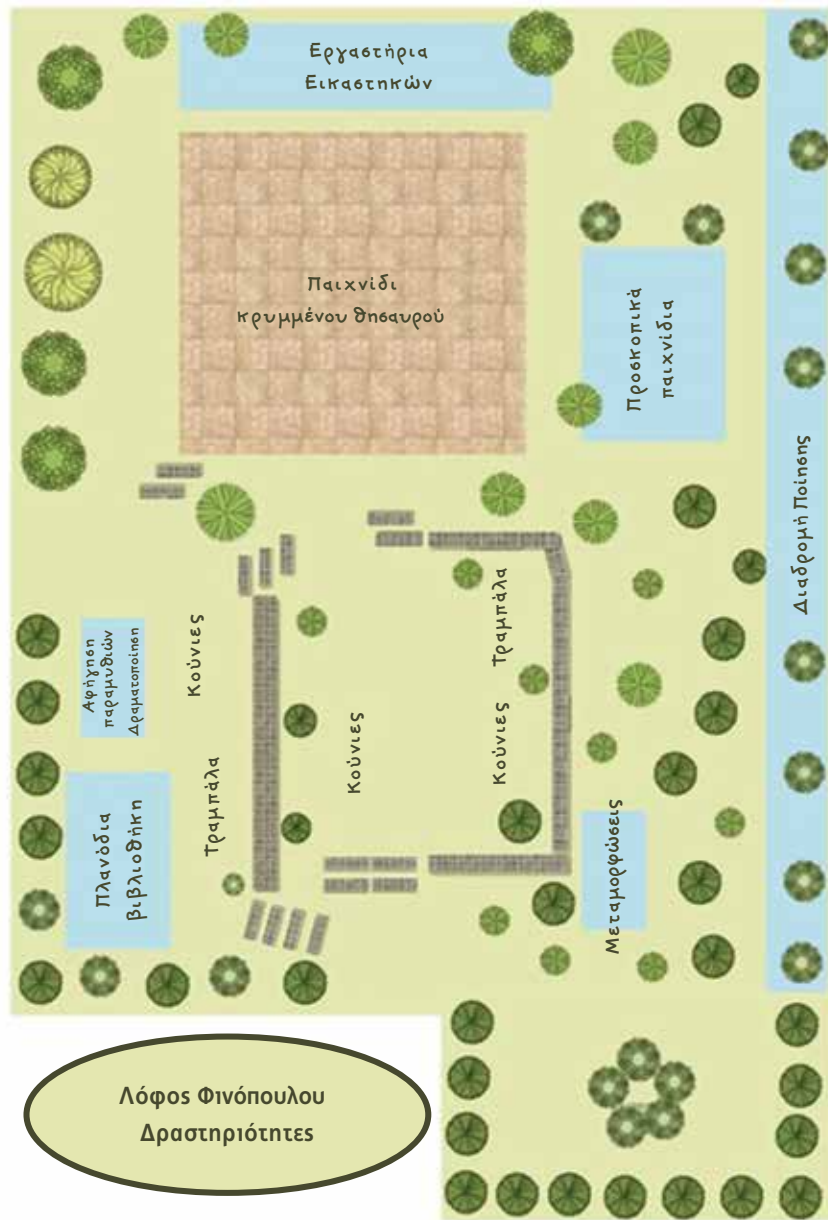 Εργαστήρια
Εικαστηκών
Παιχνίδι
κρυμμένου θησαυρού
Προσκοπικά
παιχνίδια
Διαδρομή Ποίησης
Τραμπάλα
Κούνιες
Κούνιες
Κούνιες
Τραμπάλα
Αφήγηση
παραμυθιών
Δραματοποίηση
Πλανόδια
βιβλιοθήκη
Μεταμορφώσεις
Λόφος Φινόπουλου
Δραστηριότητες